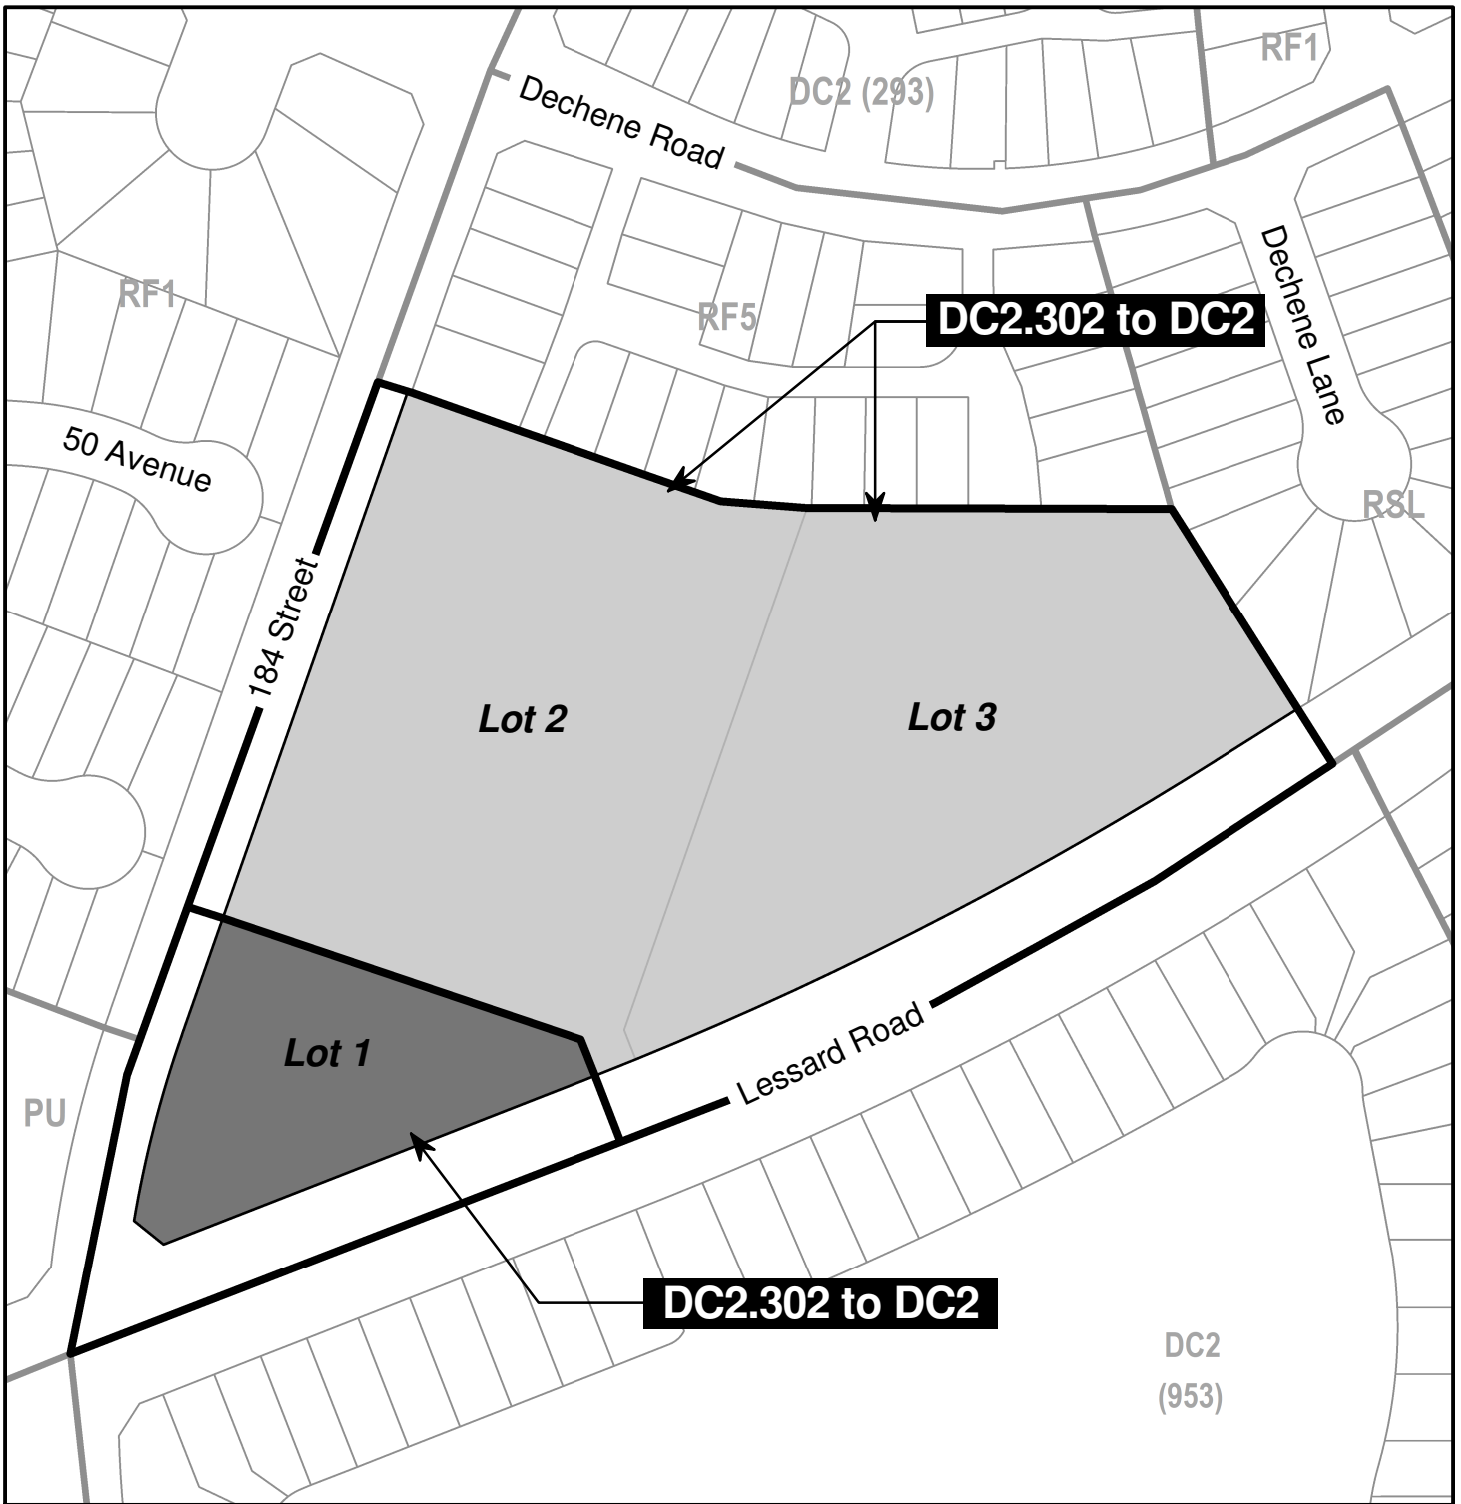 RF1
DC2 (293)
Dechene Road
Dechene Lane
RF1
RF5
DC2.302 to DC2
50 Avenue
RSL
184 Street
Lot 2
Lot 3
Lot 1
Lessard Road
PU
DC2.302 to DC2
DC2
(953)